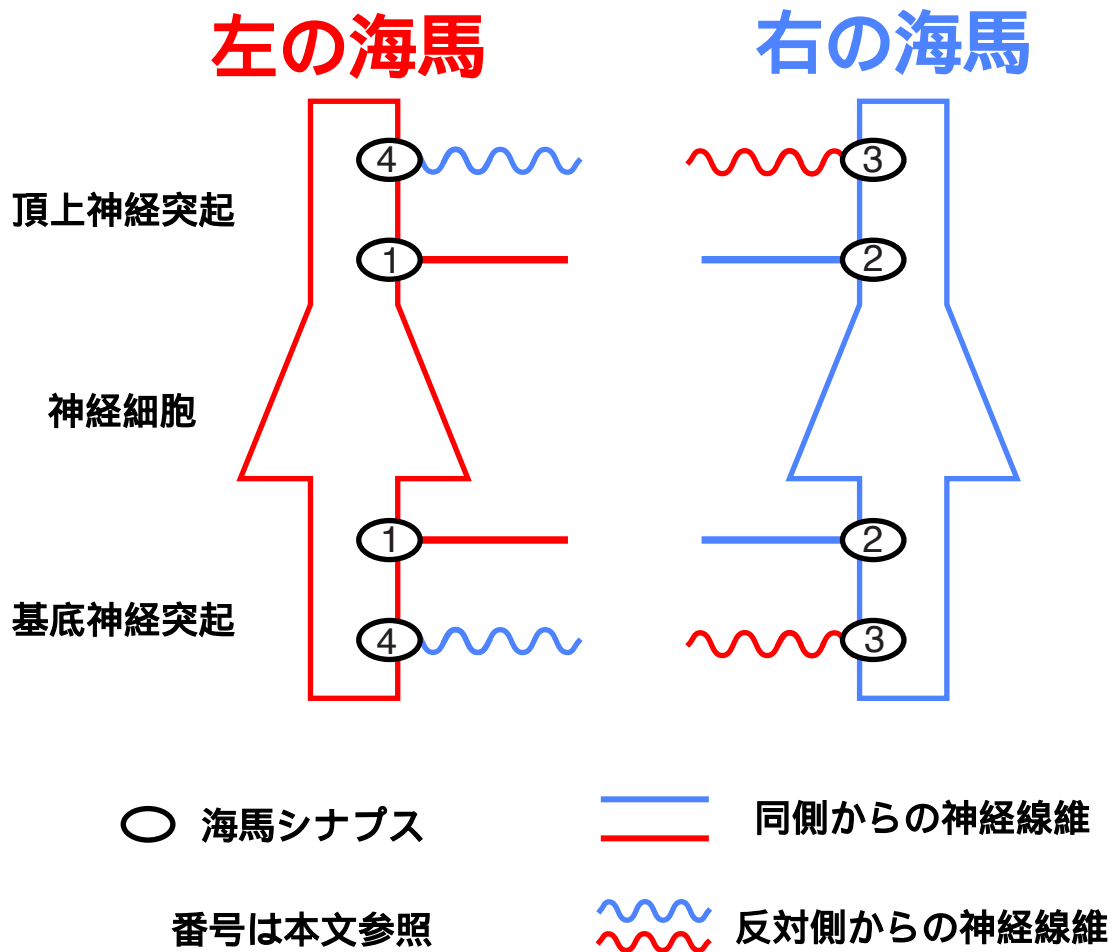 左の海馬
右の海馬
4
3
頂上神経突起
1
2
神経細胞
1
2
基底神経突起
4
3
海馬シナプス
同側からの神経線維
番号は本文参照
反対側からの神経線維